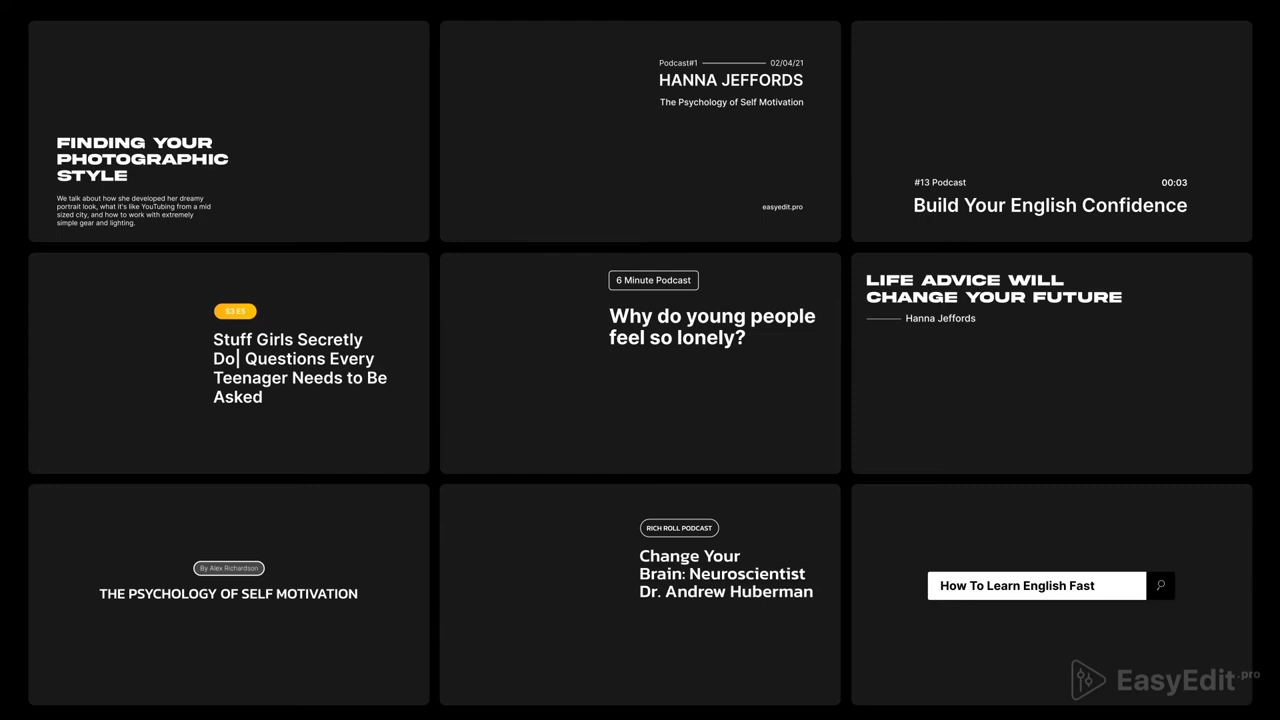 FINDING YOUR
PHOTOGRAPHIC
STYLE
We talk about how she developed her dreamy
portrait look, what it's like YouTubing from a mid
sized city, and how to work with extremely
simple gear and lighting.
Podcast#1 02/04/21
HANNA JEFFORDS
The Psychology of Self Motivation
easyedit.pro
#13 Podcast 00:03
Build Your English Confidence
S3 E5
Stuff Girls Secretly
Do| Questions Every
Teenager Needs to Be
Asked
6 Minute Podcast
Why do young people
feel so lonely?
LIFE ADVICE WILL
CHANGE YOUR FUTURE
Hanna Jeffords
By Alex Richardson
THE PSYCHOLOGY OF SELF MOTIVATION
RICH ROLL PODCAST
Change Your
Brain: Neuroscientist
Dr. Andrew Huberman
How To Learn English Fast
EasyEdit.pro